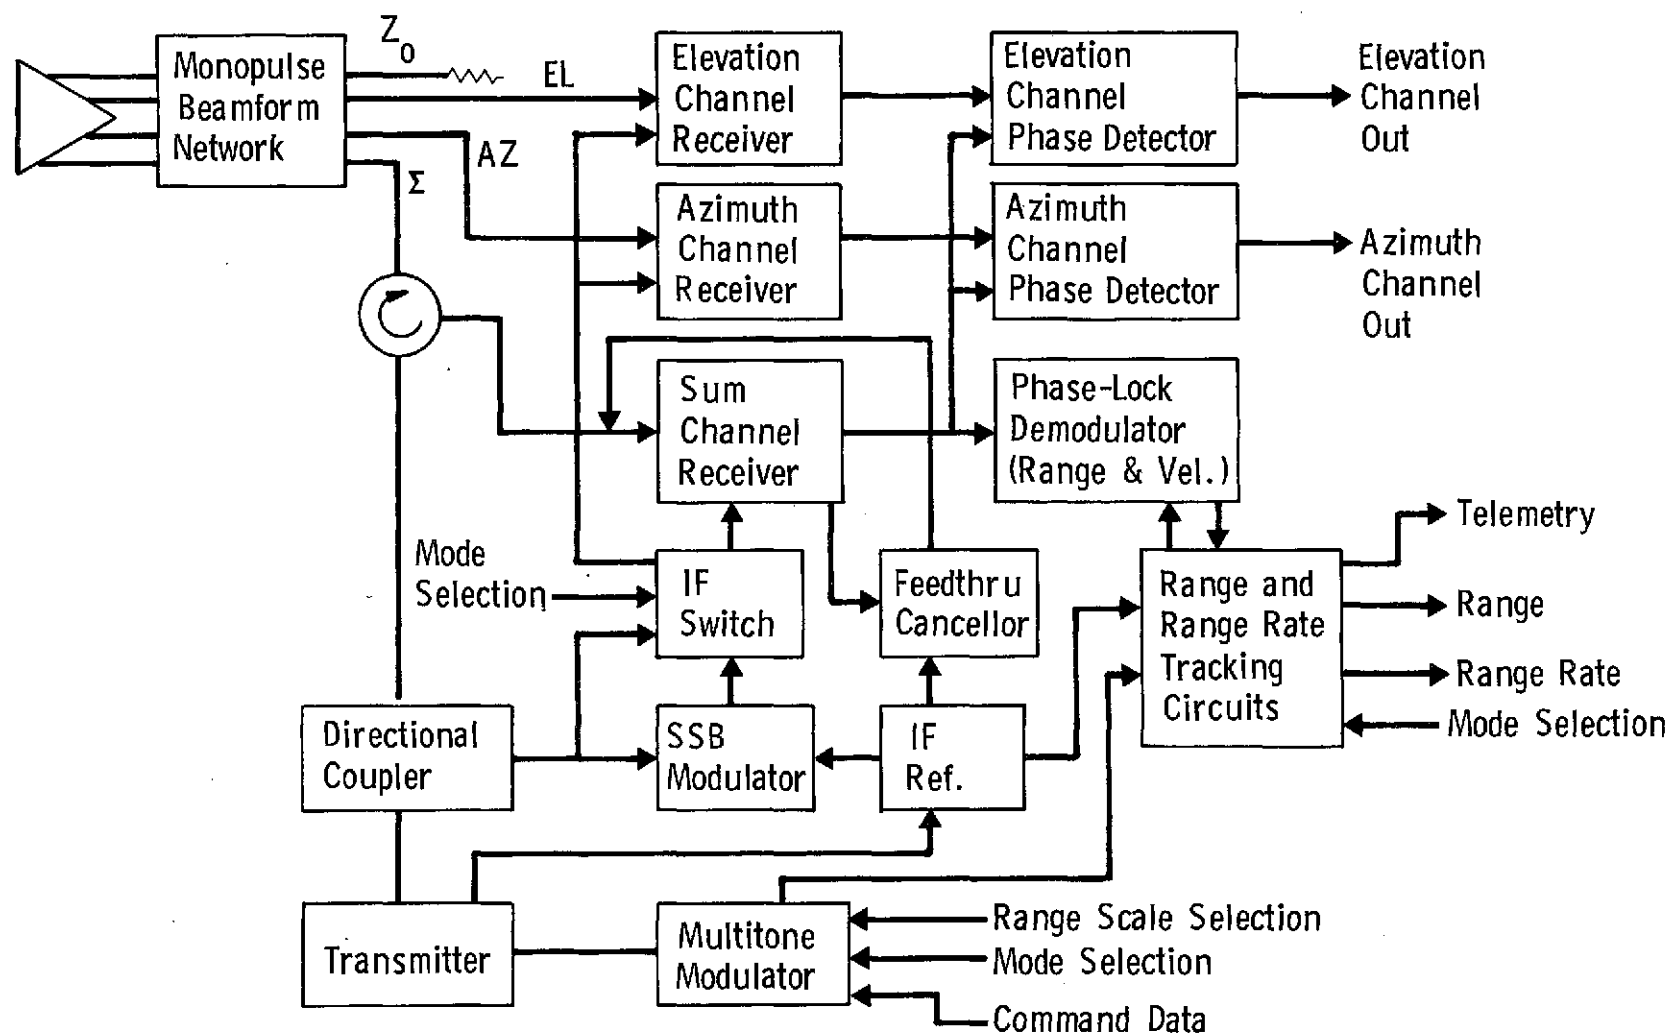 Monopulse
Beamform
Network
Z₀
EL
AZ
Σ
Elevation
Channel
Receiver
Elevation
Channel
Phase Detector
Elevation
Channel
Out
Azimuth
Channel
Receiver
Azimuth
Channel
Phase Detector
Azimuth
Channel
Out
Sum
Channel
Receiver
Phase-Lock
Demodulator
(Range & Vel.)
Mode
Selection
IF
Switch
Feedthru
Cancellor
Range and
Range Rate
Tracking
Circuits
Telemetry
Range
Range Rate
Mode Selection
Directional
Coupler
SSB
Modulator
IF
Ref.
Transmitter
Multitone
Modulator
Range Scale Selection
Mode Selection
Command Data